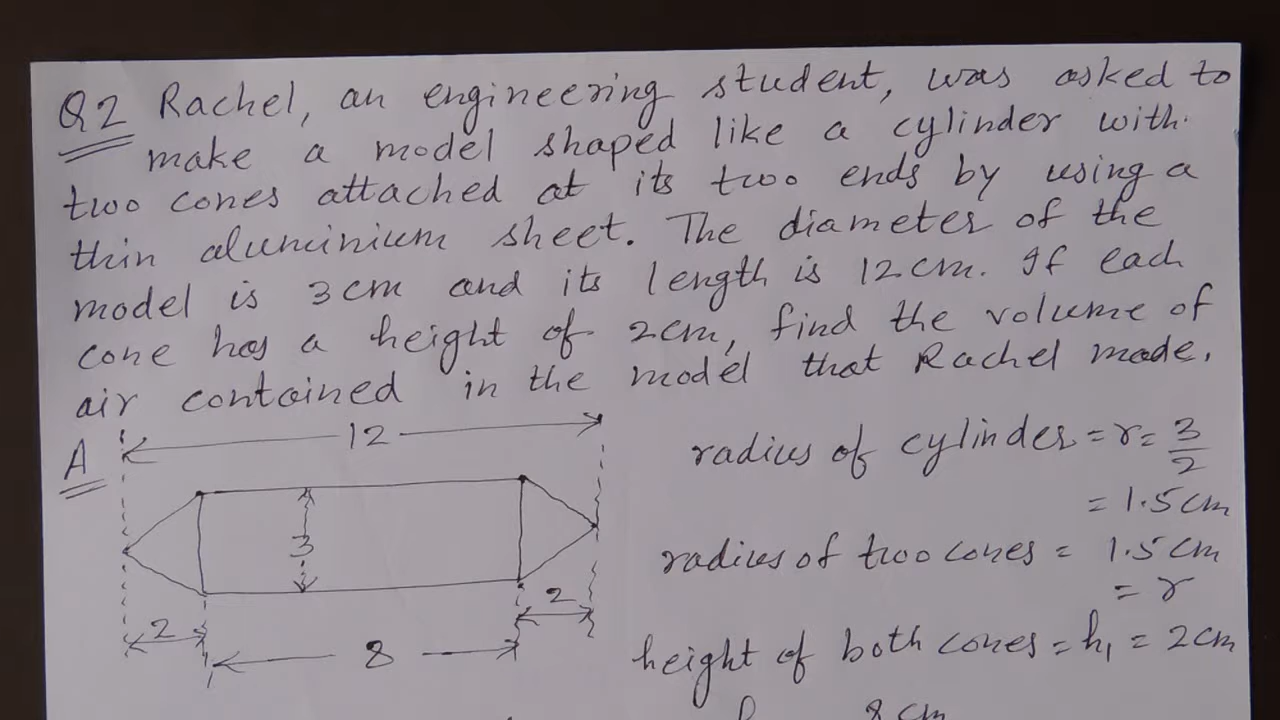 Q2 Rachel, an engineering student, was asked to
make a model shaped like a cylinder with
two cones attached at its two ends by using a
thin aluminium sheet. The diameter of the
model is 3cm and its length is 12cm. If each
cone has a height of 2cm, find the volume of
air contained in the model that Rachel made.
A
12
3
2
8
2
radius of cylinder = r = 3/2
= 1.5cm
radius of two cones = 1.5cm
= r
height of both cones = h₁ = 2cm
8 cm